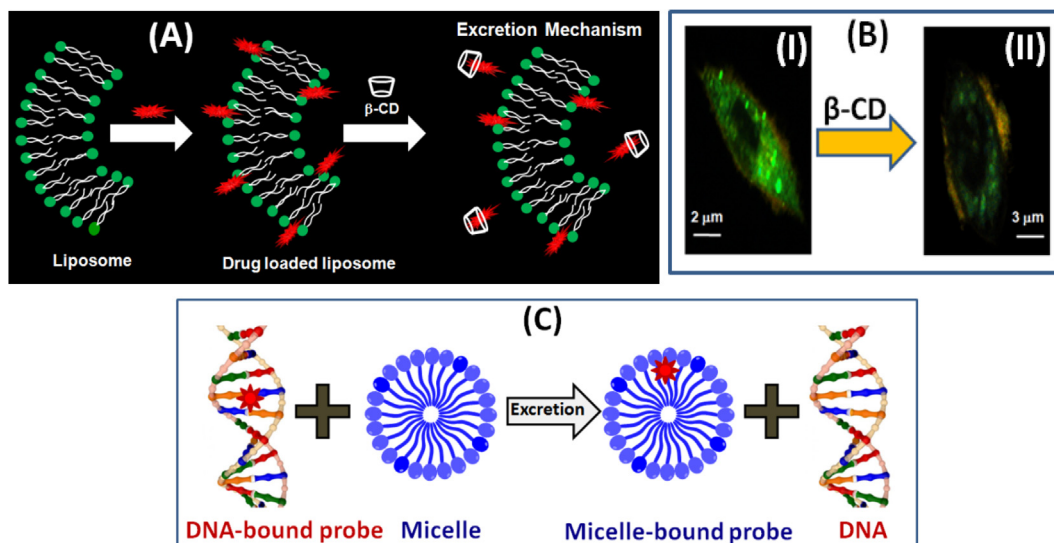 (A)
Excretion Mechanism
β-CD
Liposome
Drug loaded liposome
(B)
(I)
(II)
β-CD
2 μm
3 μm
(C)
Excretion
DNA-bound probe
Micelle
Micelle-bound probe
DNA